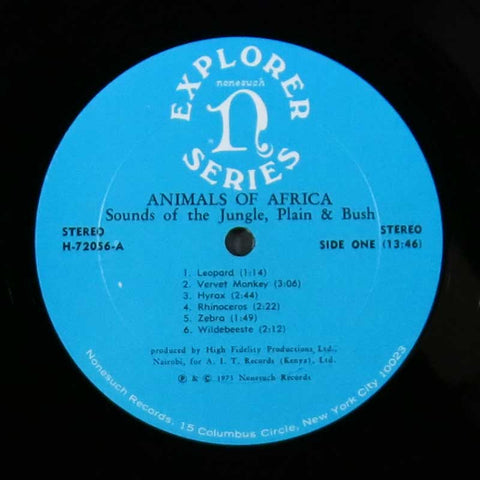 EXPLORER
nonesuch
n
SERIES
ANIMALS OF AFRICA
Sounds of the Jungle, Plain & Bush
STEREO
H-72056-A
STEREO
SIDE ONE (13:46)
1. Leopard (1:14)
2. Vervet Monkey (3:06)
3. Hyrax (2:44)
4. Rhinoceros (2:22)
5. Zebra (1:49)
6. Wildebeeste (2:12)
produced by High Fidelity Productions Ltd.,
Nairobi, for A. I. T. Records (Kenya), Ltd.
℗ & © 1973 Nonesuch Records
Nonesuch Records, 15 Columbus Circle, New York City 10023